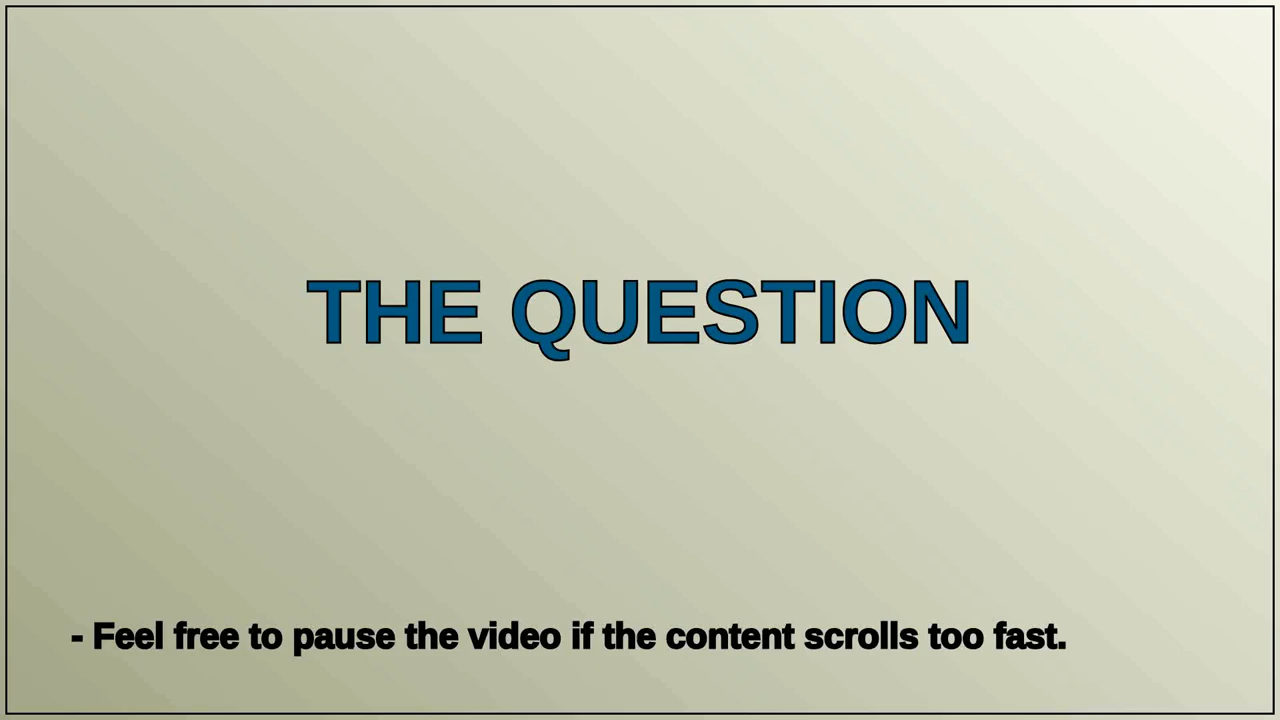 THE QUESTION
- Feel free to pause the video if the content scrolls too fast.